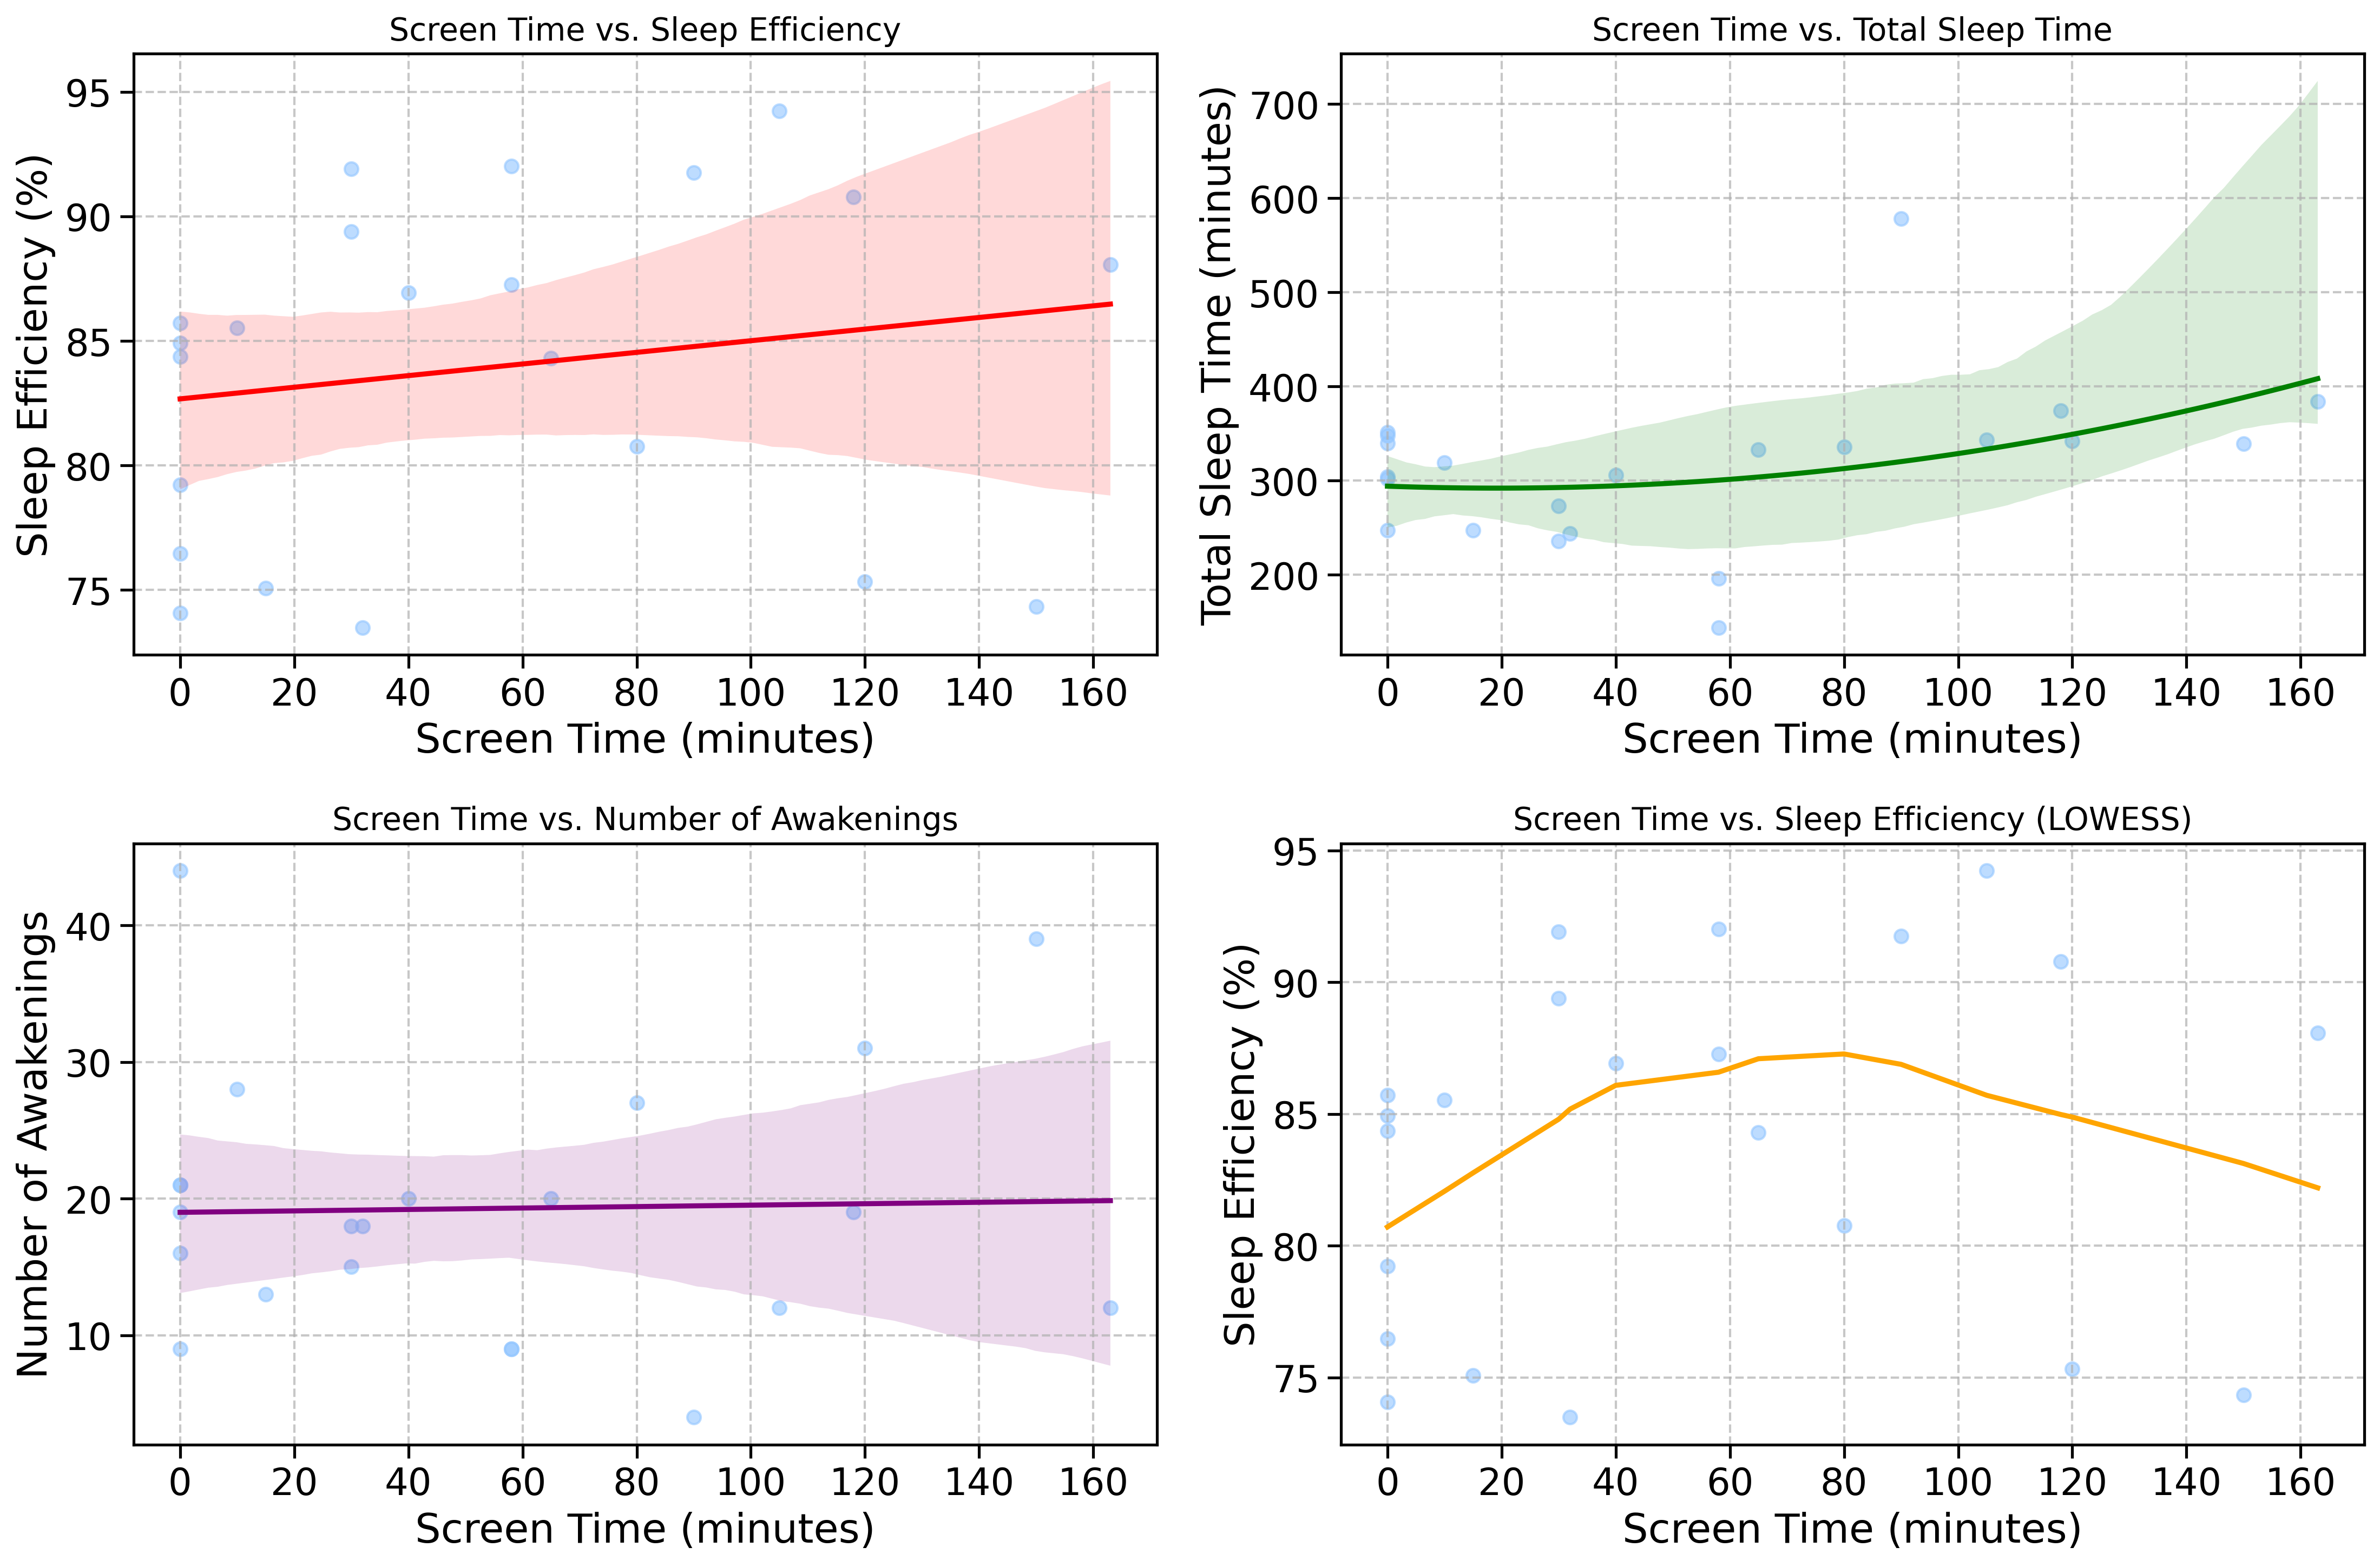 Screen Time vs. Sleep Efficiency
95
90
85
80
75
Sleep Efficiency (%)
0 20 40 60 80 100 120 140 160
Screen Time (minutes)
Screen Time vs. Total Sleep Time
700
600
500
400
300
200
Total Sleep Time (minutes)
0 20 40 60 80 100 120 140 160
Screen Time (minutes)
Screen Time vs. Number of Awakenings
40
30
20
10
Number of Awakenings
0 20 40 60 80 100 120 140 160
Screen Time (minutes)
Screen Time vs. Sleep Efficiency (LOWESS)
95
90
85
80
75
Sleep Efficiency (%)
0 20 40 60 80 100 120 140 160
Screen Time (minutes)